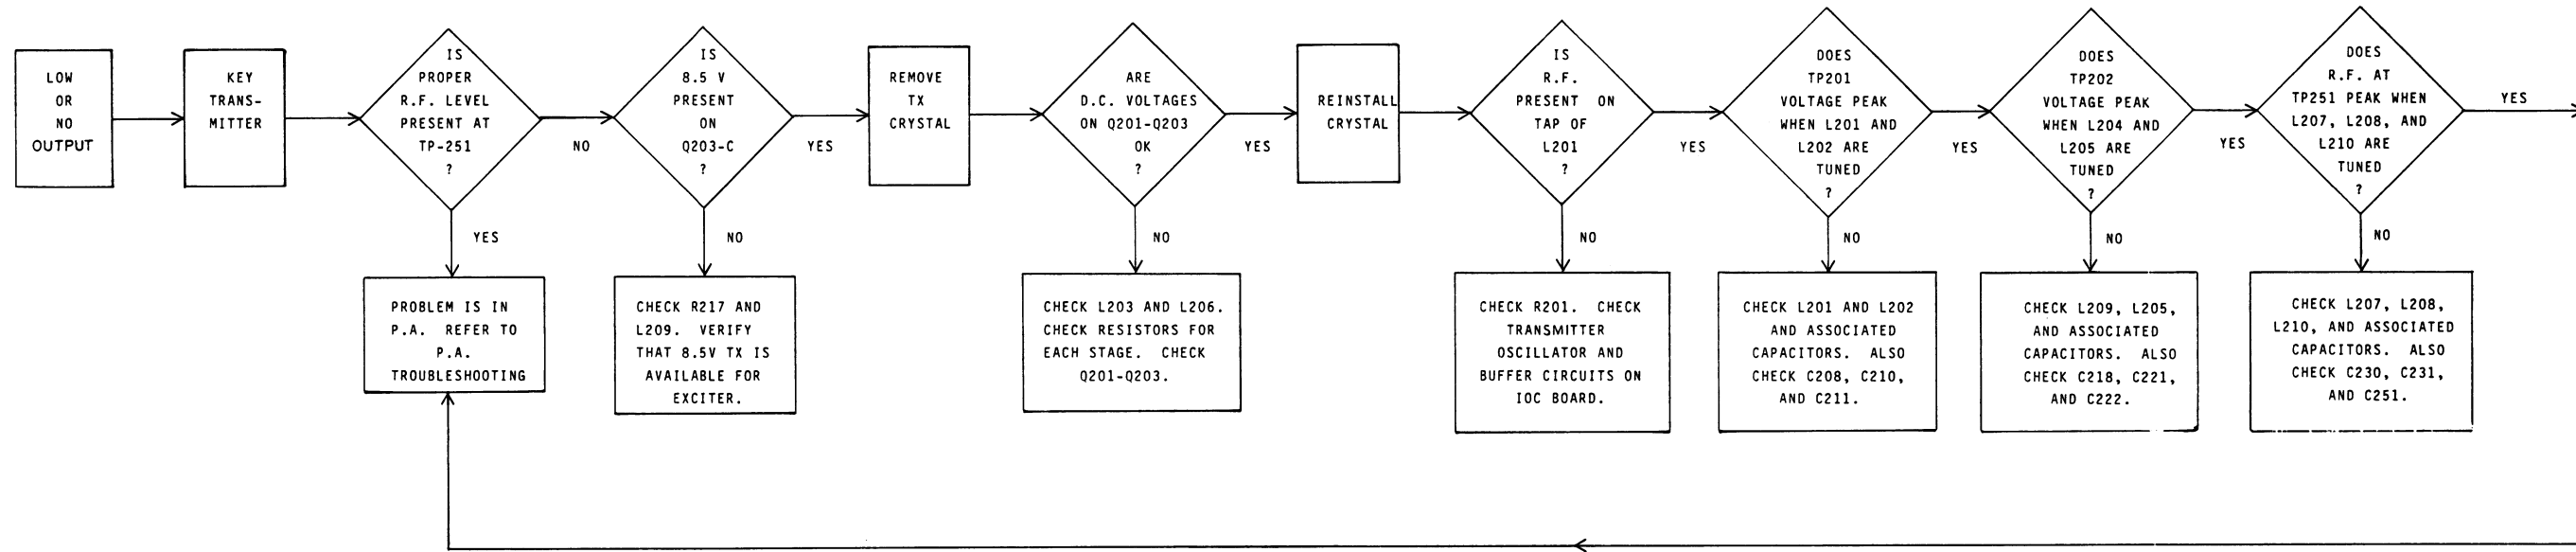 LOW
OR
NO
OUTPUT
KEY
TRANS-
MITTER
IS
PROPER
R.F. LEVEL
PRESENT AT
TP-251
?
NO
YES
PROBLEM IS IN
P.A. REFER TO
P.A.
TROUBLESHOOTING
IS
8.5 V
PRESENT
ON
Q203-C
?
YES
NO
CHECK R217 AND
L209. VERIFY
THAT 8.5V TX IS
AVAILABLE FOR
EXCITER.
REMOVE
TX
CRYSTAL
ARE
D.C. VOLTAGES
ON Q201-Q203
OK
?
YES
NO
CHECK L203 AND L206.
CHECK RESISTORS FOR
EACH STAGE. CHECK
Q201-Q203.
REINSTALL
CRYSTAL
IS
R.F.
PRESENT ON
TAP OF
L201
?
YES
NO
CHECK R201. CHECK
TRANSMITTER
OSCILLATOR AND
BUFFER CIRCUITS ON
IOC BOARD.
DOES
TP201
VOLTAGE PEAK
WHEN L201 AND
L202 ARE
TUNED
?
YES
NO
CHECK L201 AND L202
AND ASSOCIATED
CAPACITORS. ALSO
CHECK C208, C210,
AND C211.
DOES
TP202
VOLTAGE PEAK
WHEN L204 AND
L205 ARE
TUNED
?
YES
NO
CHECK L209, L205,
AND ASSOCIATED
CAPACITORS. ALSO
CHECK C218, C221,
AND C222.
DOES
R.F. AT
TP251 PEAK WHEN
L207, L208, AND
L210 ARE
TUNED
?
YES
NO
CHECK L207, L208,
L210, AND ASSOCIATED
CAPACITORS. ALSO
CHECK C230, C231,
AND C251.